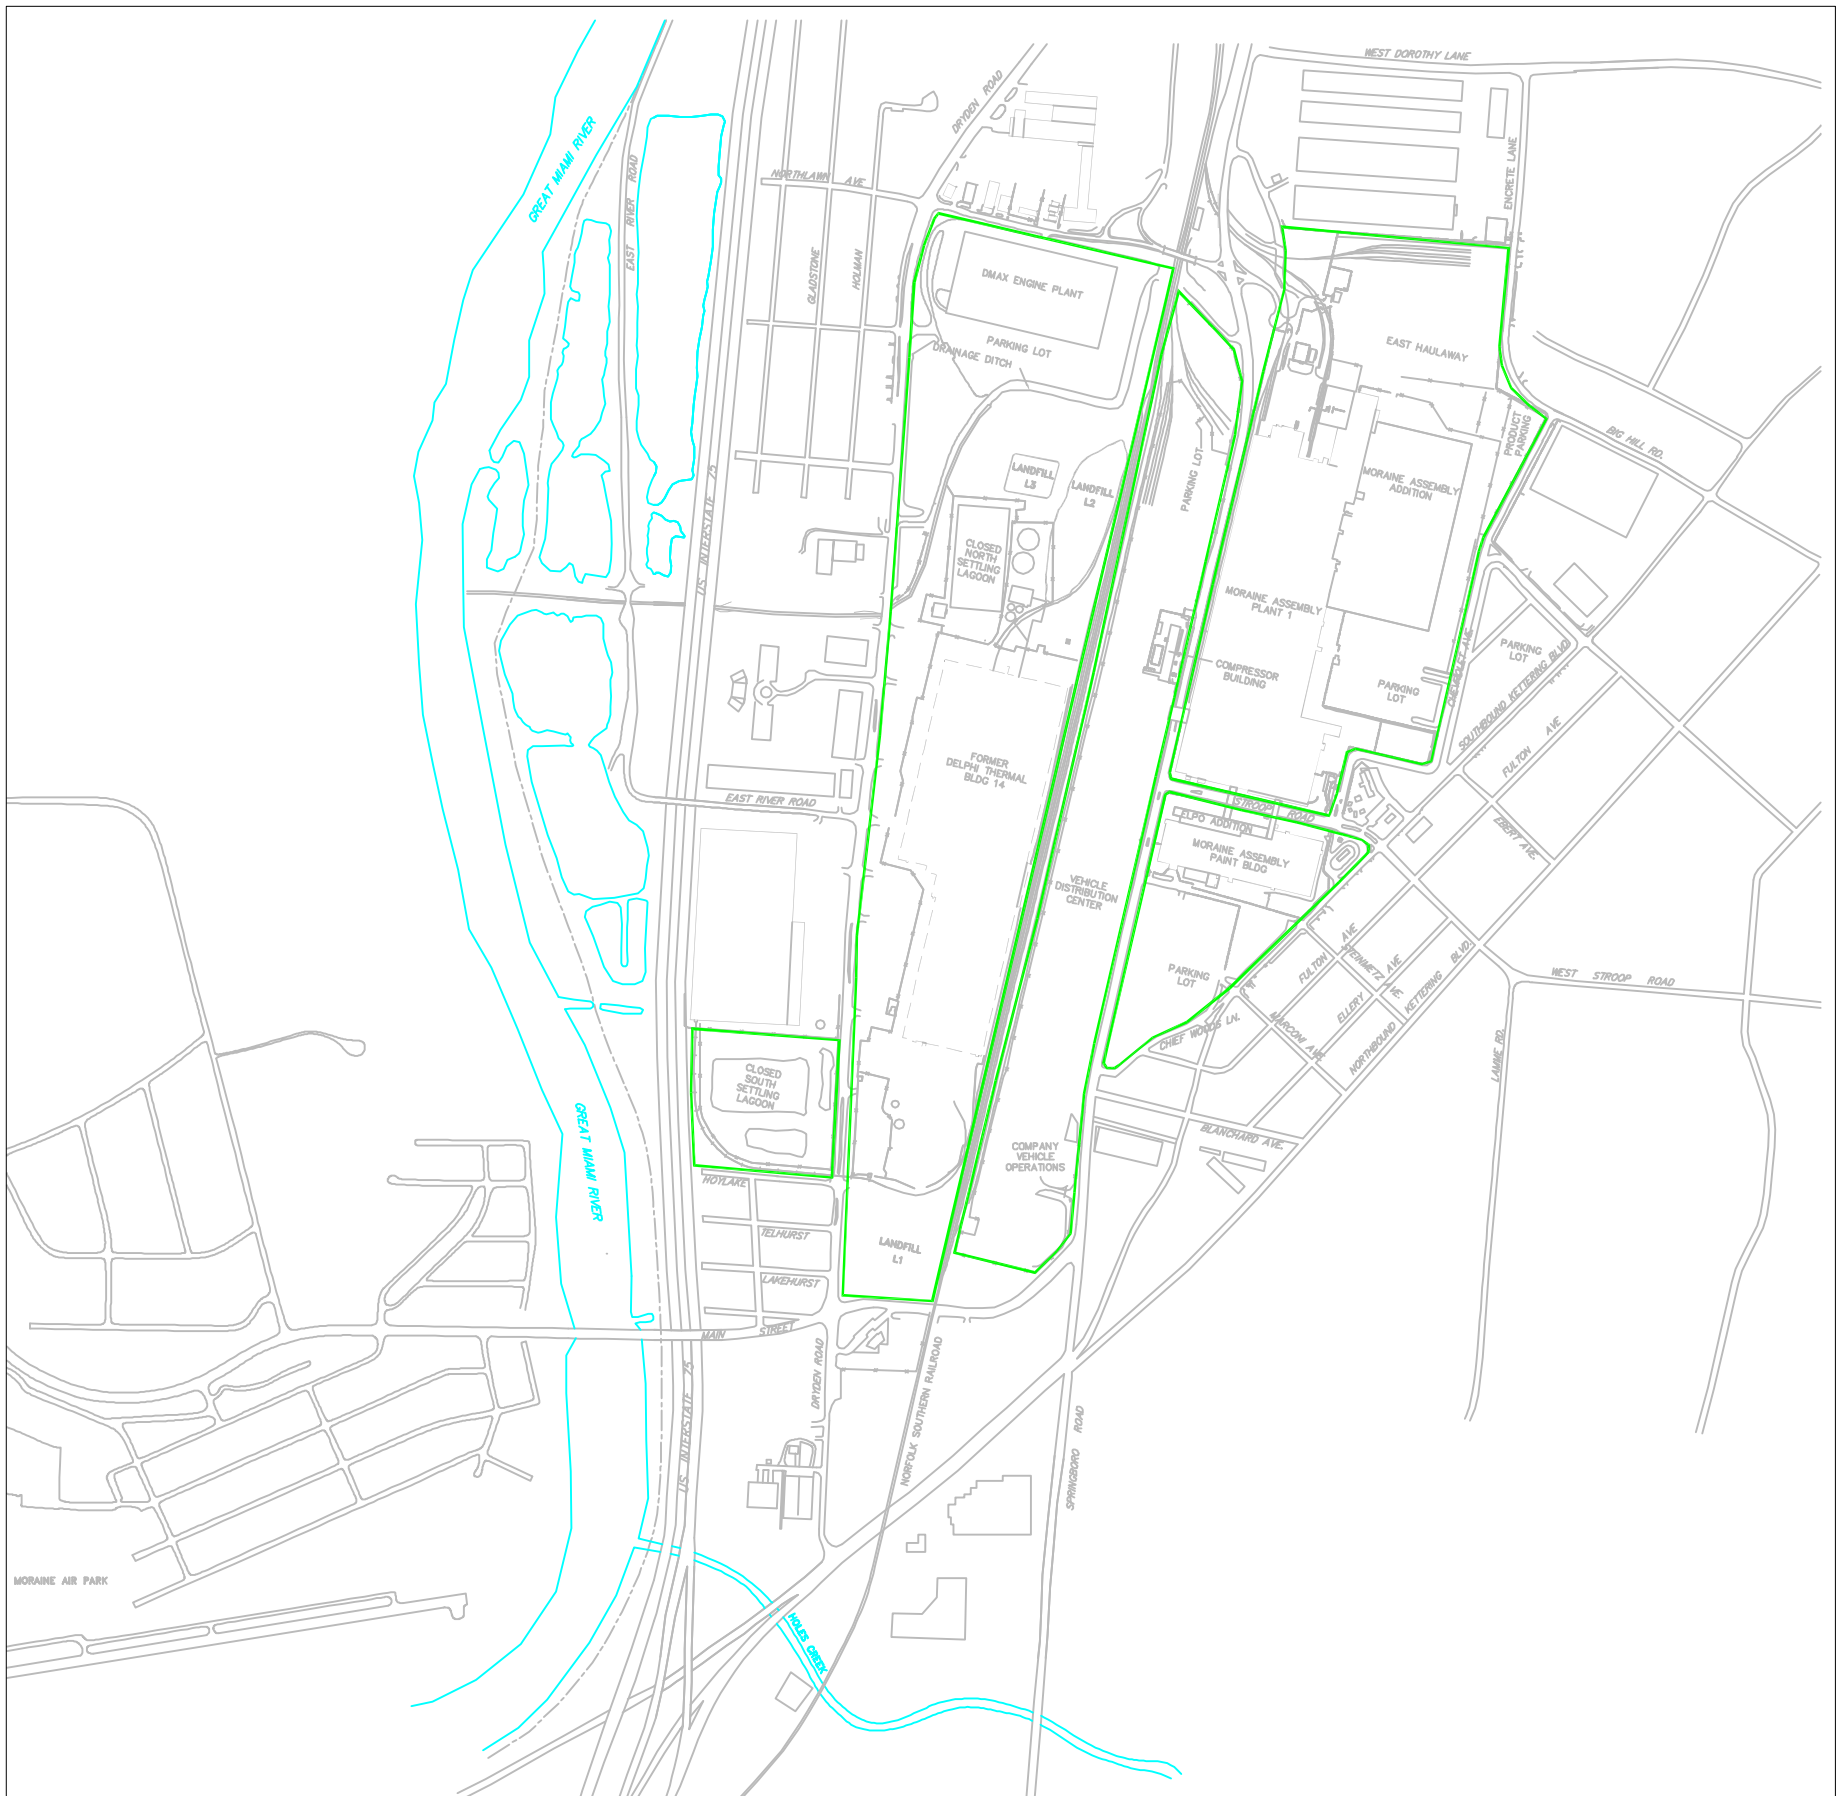 WEST DOROTHY LANE
DRYDEN ROAD
GREAT MIAMI RIVER
EAST RIVER ROAD
NORTHLAWN AVE
ENCRETE LANE
GLADSTONE
HOLMAN
DMAX ENGINE PLANT
PARKING LOT
DRAINAGE DITCH
EAST HAULAWAY
PRODUCT
PARKING
BIG HILL RD.
US INTERSTATE 75
LANDFILL
L3
LANDFILL
L2
PARKING LOT
MORAINE ASSEMBLY
ADDITION
CLOSED
NORTH
SETTLING
LAGOON
MORAINE ASSEMBLY
PLANT 1
COMPRESSOR
BUILDING
PARKING
LOT
CHEVROLET AVE.
PARKING
LOT
SOUTHBOUND KETTERING BLVD
FULTON AVE
EBERT AVE.
FORMER
DELPHI THERMAL
BLDG 14
EAST RIVER ROAD
STROOP ROAD
ELPO ADDITION
MORAINE ASSEMBLY
PAINT BLDG
VEHICLE
DISTRIBUTION
CENTER
PARKING
LOT
FULTON AVE
STEINMETZ AVE
ELLERY AVE
NORTHBOUND KETTERING BLVD.
WEST STROOP ROAD
CHIEF WOODS LN.
MARCONI AVE
LAMME RD.
CLOSED
SOUTH
SETTLING
LAGOON
GREAT MIAMI RIVER
BLANCHARD AVE.
COMPANY
VEHICLE
OPERATIONS
HOYLAKE
TELHURST
LAKEHURST
LANDFILL
L1
MAIN STREET
DRYDEN ROAD
US INTERSTATE 75
NORFOLK SOUTHERN RAILROAD
SPRINGBORO ROAD
MORAINE AIR PARK
HOLES CREEK